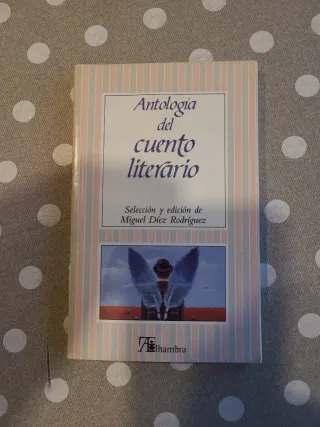 Antología
del
cuento
literario
Selección y edición de
Miguel Díez Rodríguez
Alhambra